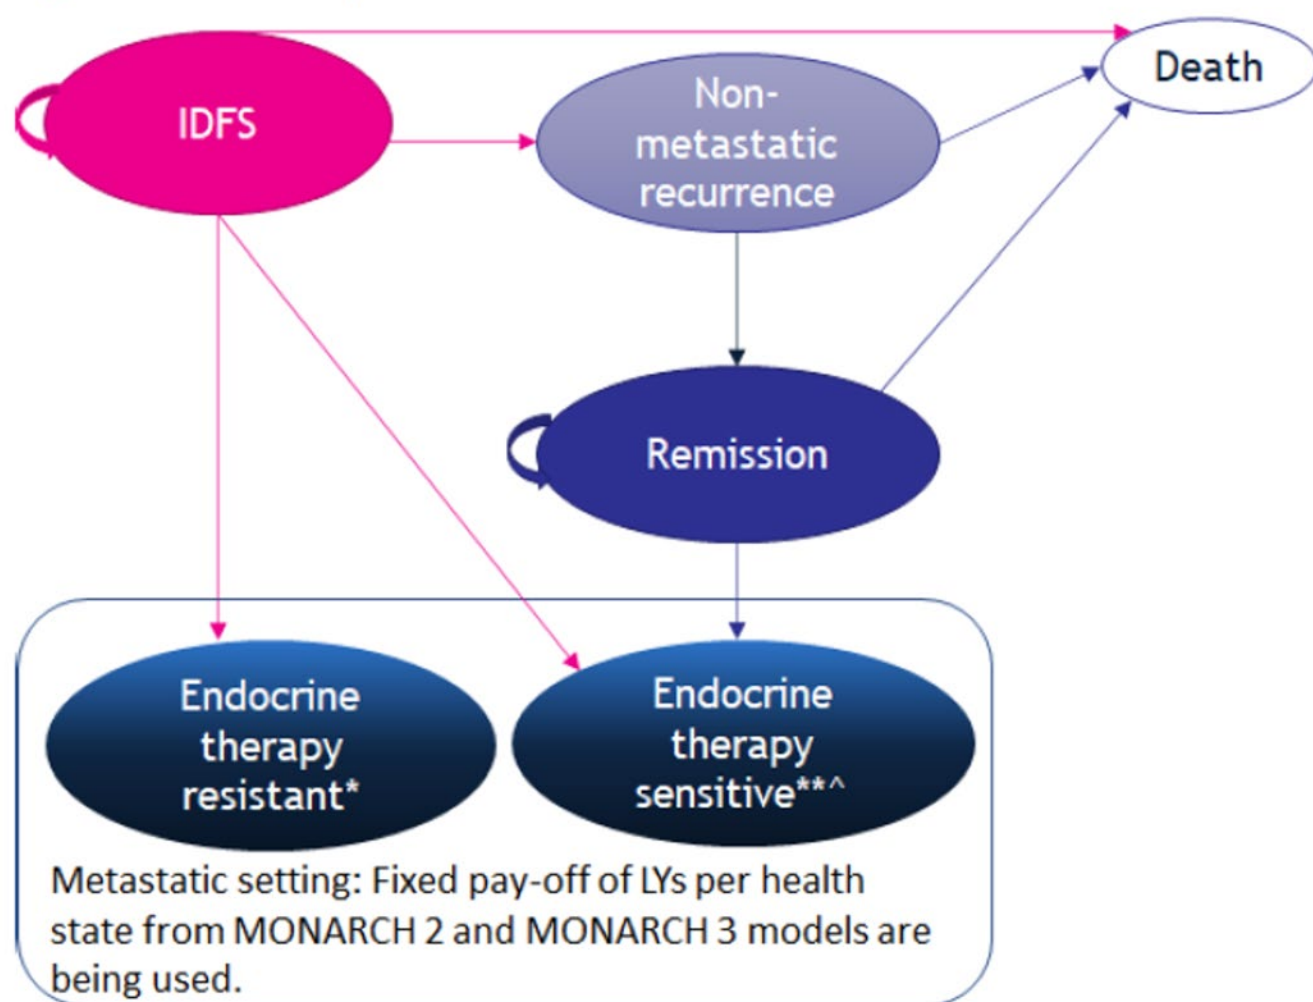 Death
IDFS
Non-
metastatic
recurrence
Remission
Endocrine
therapy
resistant*
Endocrine
therapy
sensitive**^
Metastatic setting: Fixed pay-off of LYs per health
state from MONARCH 2 and MONARCH 3 models are
being used.